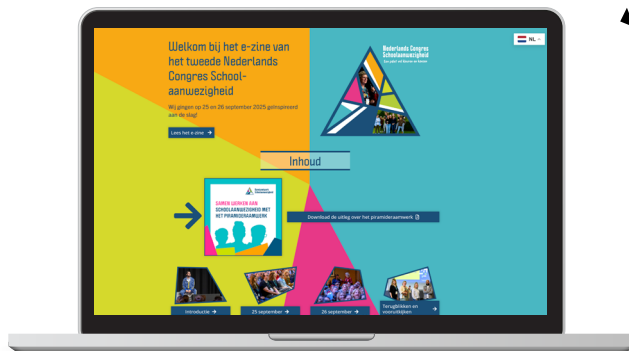 NL
Welkom bij het e-zine van
het tweede Nederlands
Congres School-
aanwezigheid
Wij gingen op 25 en 26 september 2025 geïnspireerd
aan de slag!
Lees het e-zine
Nederlands Congres
Schoolaanwezigheid
Inhoud
SAMEN WERKEN AAN
SCHOOLAANWEZIGHEID MET
HET PIRAMIDERAAMWERK
Download de uitleg over het piramideraamwerk
Introductie
25 september
26 september
Terugblikken en
vooruitkijken